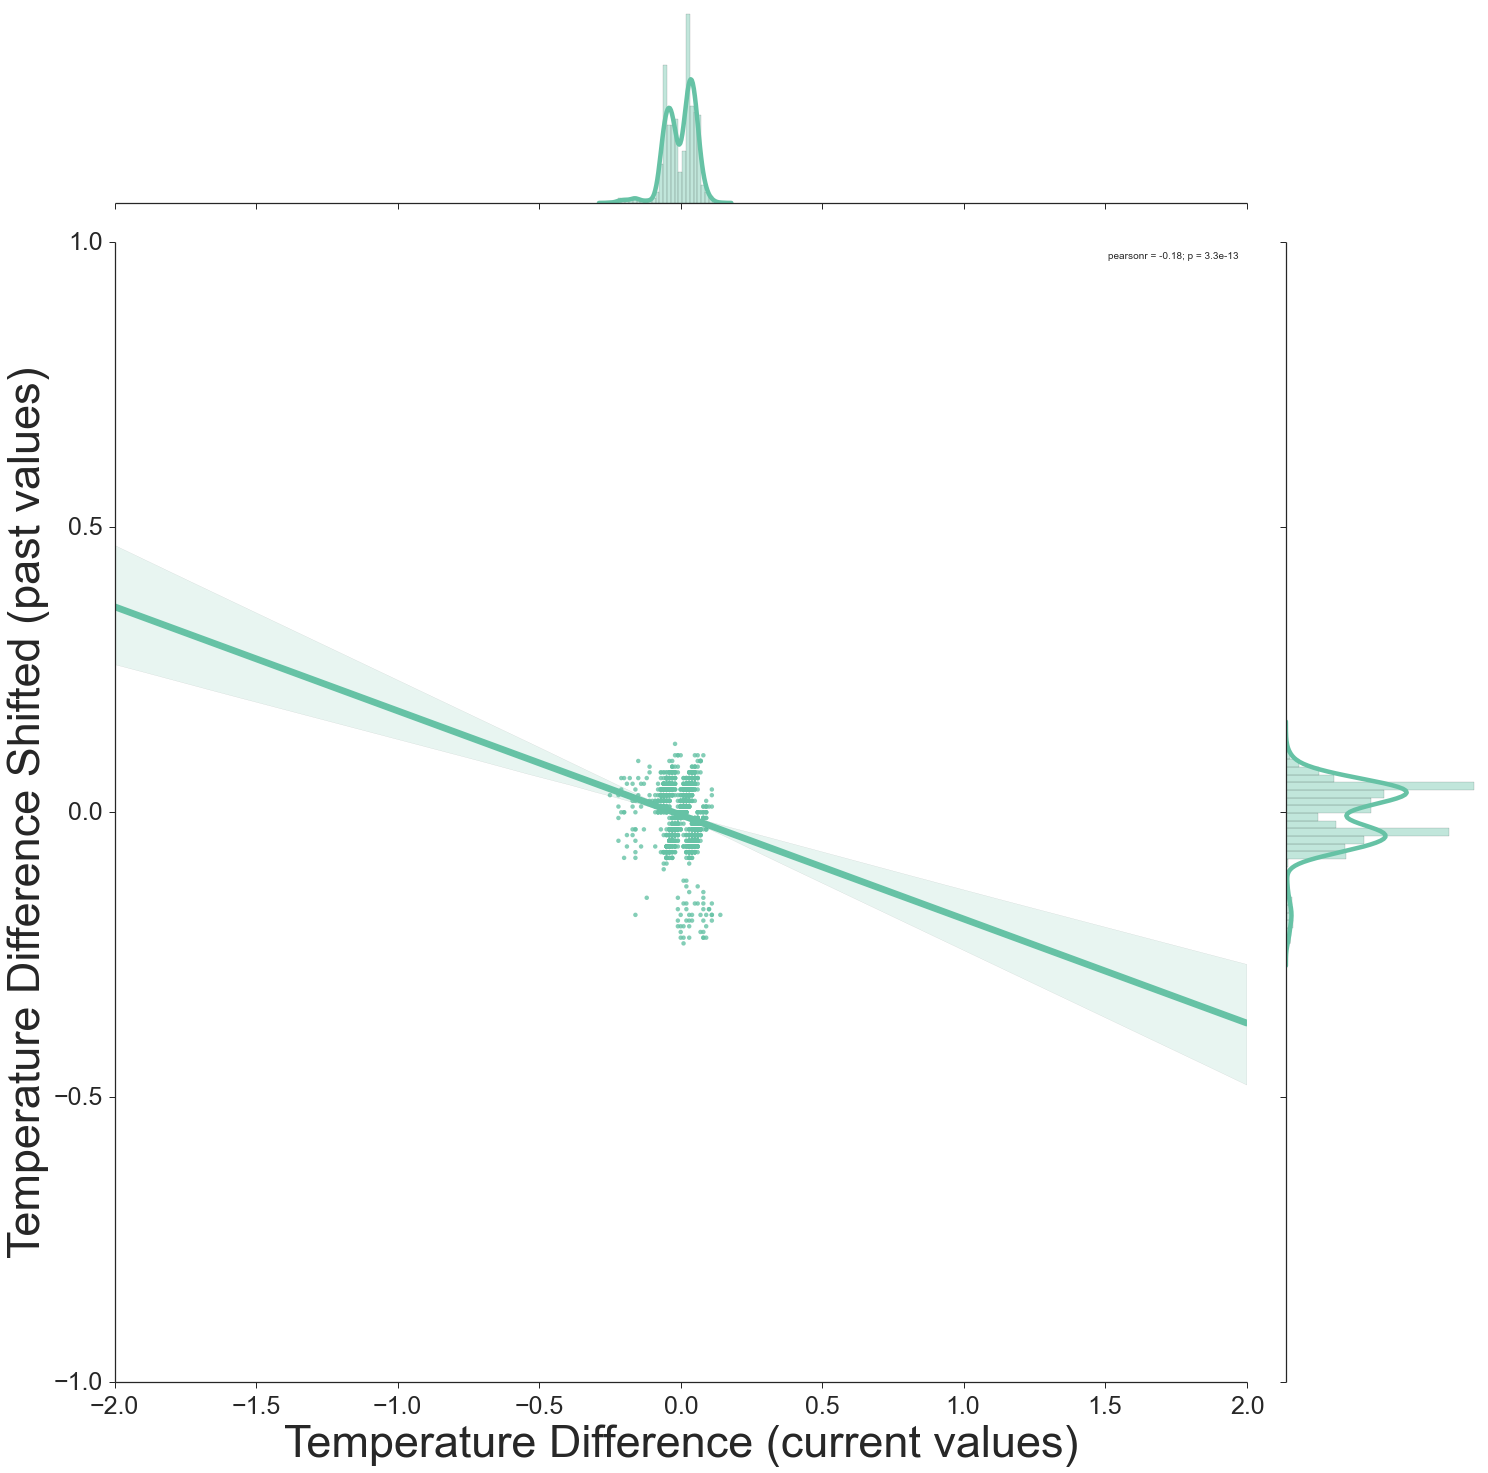 pearsonr = -0.18; p = 3.3e-13
1.0
0.5
0.0
−0.5
−1.0
Temperature Difference Shifted (past values)
−2.0 −1.5 −1.0 −0.5 0.0 0.5 1.0 1.5 2.0
Temperature Difference (current values)